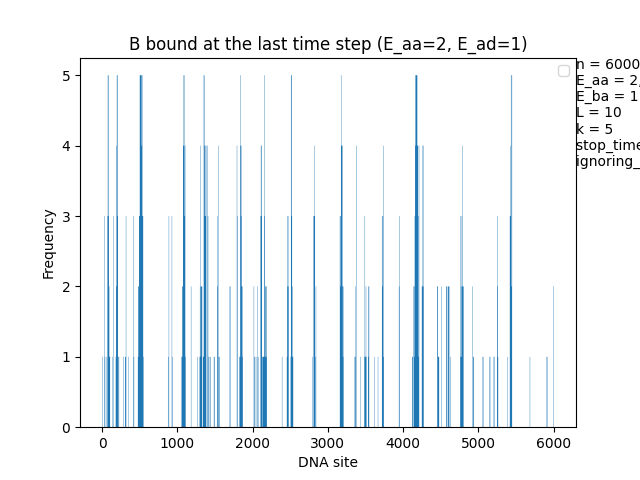 B bound at the last time step (E_aa=2, E_ad=1)
n = 6000
E_aa = 2,
E_ba = 1
L = 10
k = 5
stop_time
ignoring_
Frequency
5
4
3
2
1
0
0 1000 2000 3000 4000 5000 6000
DNA site